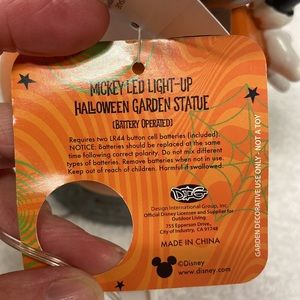 MICKEY LED LIGHT-UP
HALLOWEEN GARDEN STATUE
(BATTERY OPERATED)
Requires two LR44 button cell batteries (included).
NOTICE: Batteries should be replaced at the same
time following correct polarity. Do not mix different
types of batteries. Remove batteries when not in use.
Keep out of reach of children. Harmful if swallowed.
DIG
Design International Group, Inc.
Official Disney Licensee and Supplier for
Outdoor Living
755 Epperson Drive,
City of Industry, CA 91748
MADE IN CHINA
©Disney
www.disney.com
GARDEN DECORATIVE USE ONLY - NOT A TOY